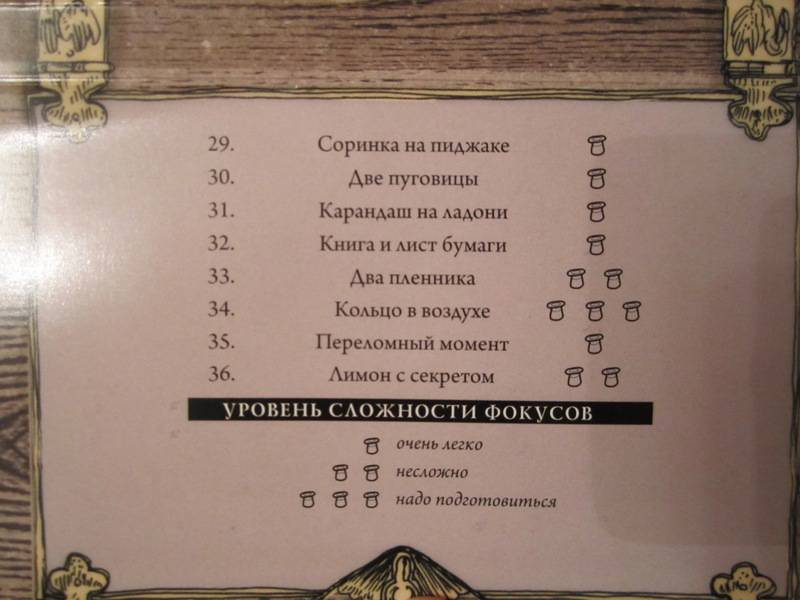 29. Соринка на пиджаке
30. Две пуговицы
31. Карандаш на ладони
32. Книга и лист бумаги
33. Два пленника
34. Кольцо в воздухе
35. Переломный момент
36. Лимон с секретом
УРОВЕНЬ СЛОЖНОСТИ ФОКУСОВ
очень легко
несложно
надо подготовиться